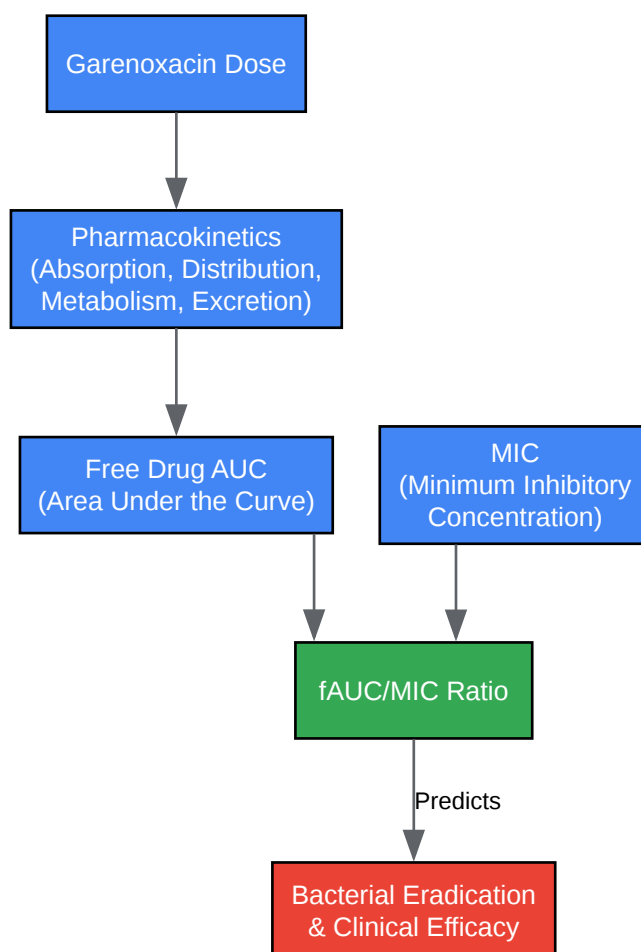 Garenoxacin Dose
Pharmacokinetics
(Absorption, Distribution,
Metabolism, Excretion)
Free Drug AUC
(Area Under the Curve)
MIC
(Minimum Inhibitory
Concentration)
fAUC/MIC Ratio
Predicts
Bacterial Eradication
& Clinical Efficacy